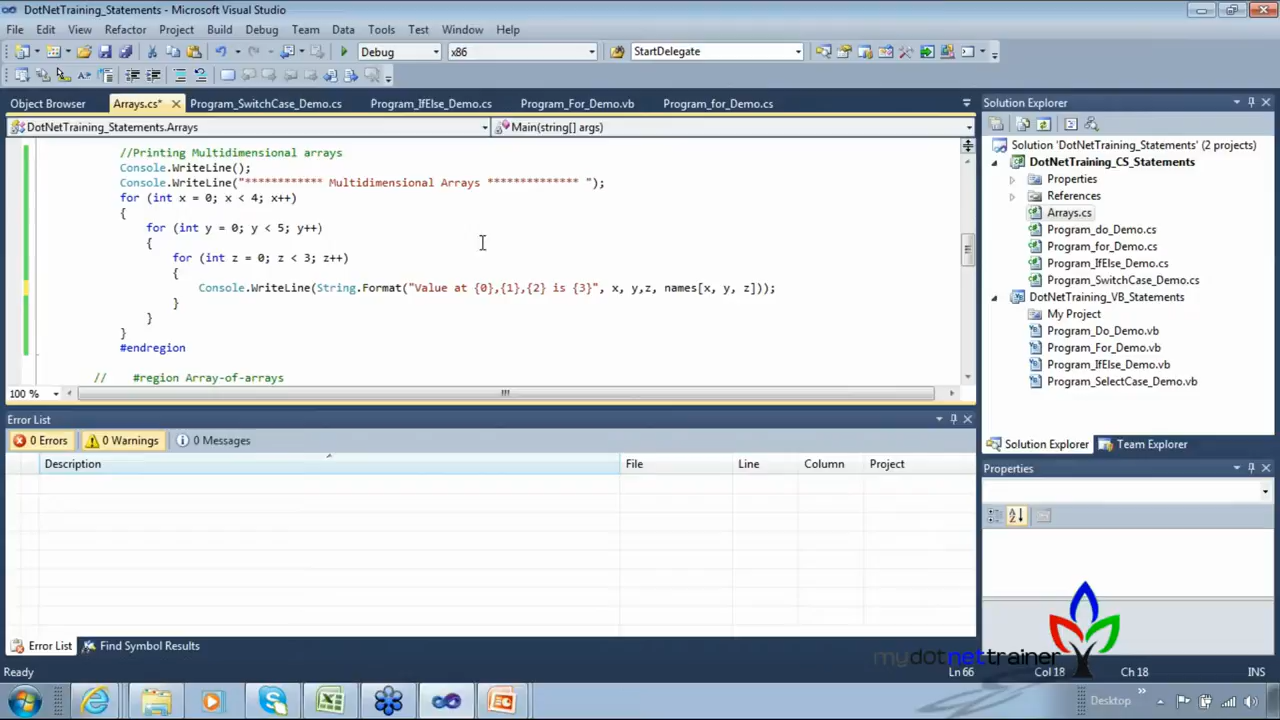 DotNetTraining_Statements - Microsoft Visual Studio
File Edit View Refactor Project Build Debug Team Data Tools Test Window Help
Debug x86 StartDelegate
Object Browser Arrays.cs* Program_SwitchCase_Demo.cs Program_IfElse_Demo.cs Program_For_Demo.vb Program_for_Demo.cs
DotNetTraining_Statements.Arrays Main(string[] args)
//Printing Multidimensional arrays
Console.WriteLine();
Console.WriteLine("************ Multidimensional Arrays ************** ");
for (int x = 0; x < 4; x++)
{
for (int y = 0; y < 5; y++)
{
for (int z = 0; z < 3; z++)
{
Console.WriteLine(String.Format("Value at {0},{1},{2} is {3}", x, y,z, names[x, y, z]));
}
}
}
#endregion
// #region Array-of-arrays
100 %
Error List
0 Errors 0 Warnings 0 Messages
Description File Line Column Project
Error List Find Symbol Results
Solution Explorer
Solution 'DotNetTraining_Statements' (2 projects)
DotNetTraining_CS_Statements
Properties
References
Arrays.cs
Program_do_Demo.cs
Program_for_Demo.cs
Program_IfElse_Demo.cs
Program_SwitchCase_Demo.cs
DotNetTraining_VB_Statements
My Project
Program_Do_Demo.vb
Program_For_Demo.vb
Program_IfElse_Demo.vb
Program_SelectCase_Demo.vb
Solution Explorer Team Explorer
Properties
mydotnettrainer
Ready Ln 66 Col 18 Ch 18 INS
Desktop